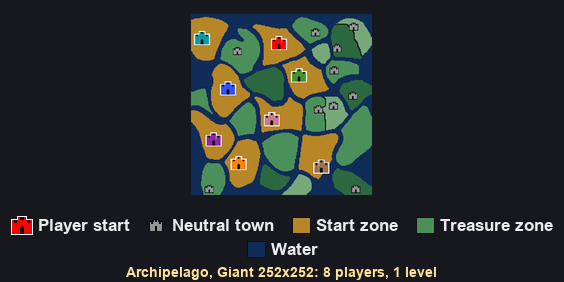 Player start Neutral town Start zone Treasure zone
Water
Archipelago, Giant 252x252: 8 players, 1 level